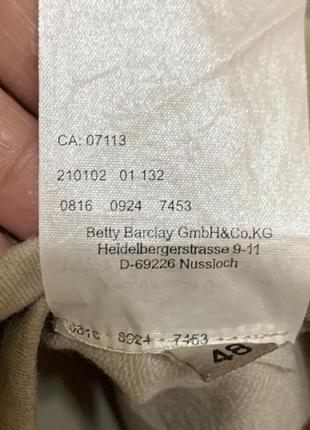 CA: 07113
210102 01 132
0816 0924 7453
Betty Barclay GmbH&Co.KG
Heidelbergerstrasse 9-11
D-69226 Nussloch
0816 - 0924 - 7453
48